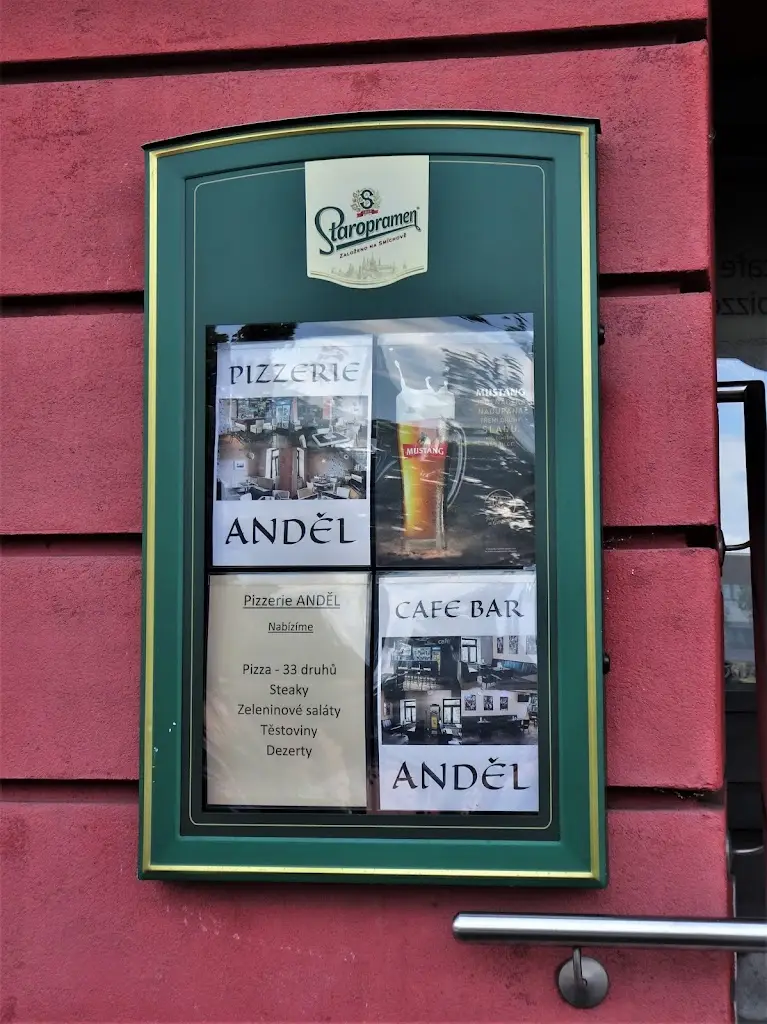 Staropramen
ZALOŽENO NA SMÍCHOVĚ
PIZZERIE
ANDĚL
MUSTANG
MUSTANG
SLADU
Pizzerie ANDĚL
Nabízíme
Pizza - 33 druhů
Steaky
Zeleninové saláty
Těstoviny
Dezerty
CAFE BAR
ANDĚL